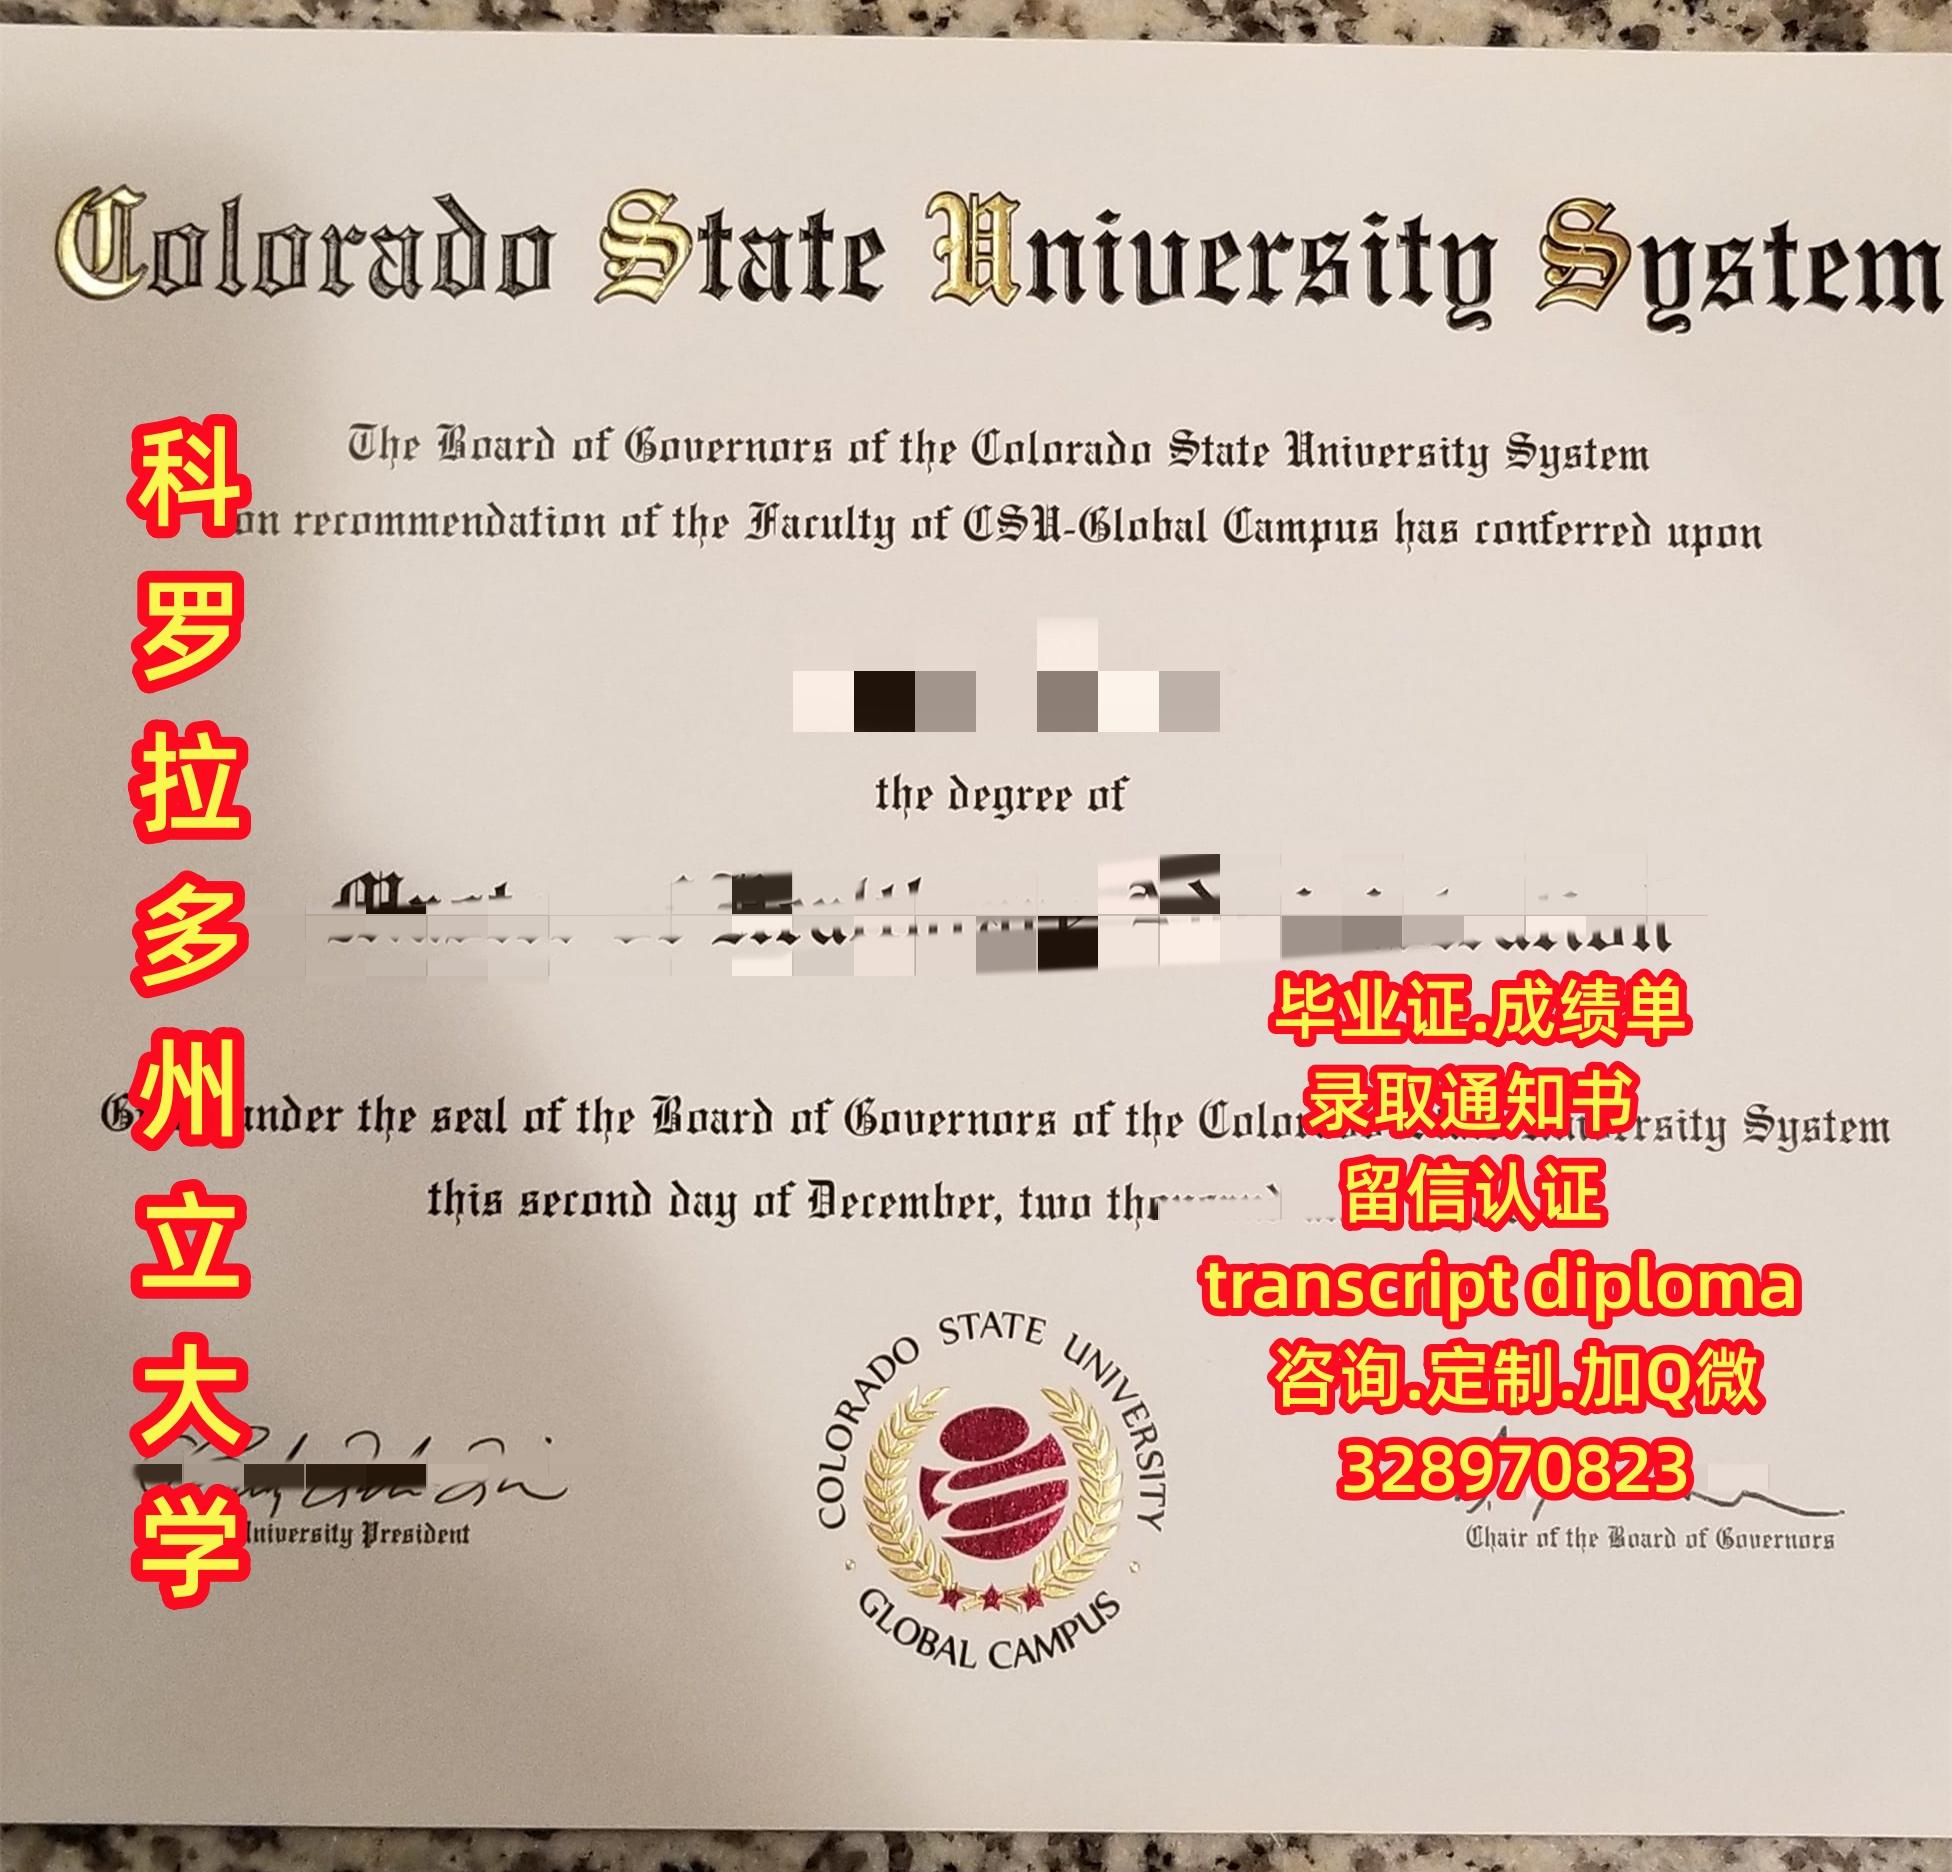 Colorado State University System
The Board of Governors of the Colorado State University System
on recommendation of the Faculty of CSU-Global Campus has conferred upon
the degree of
under the seal of the Board of Governors of the University System
this second day of December, two
University President
Chair of the Board of Governors
COLORADO STATE UNIVERSITY
GLOBAL CAMPUS
科罗拉多州立大学
毕业证.成绩单
录取通知书
留信认证
transcript diploma
咨询.定制.加Q微
328970823